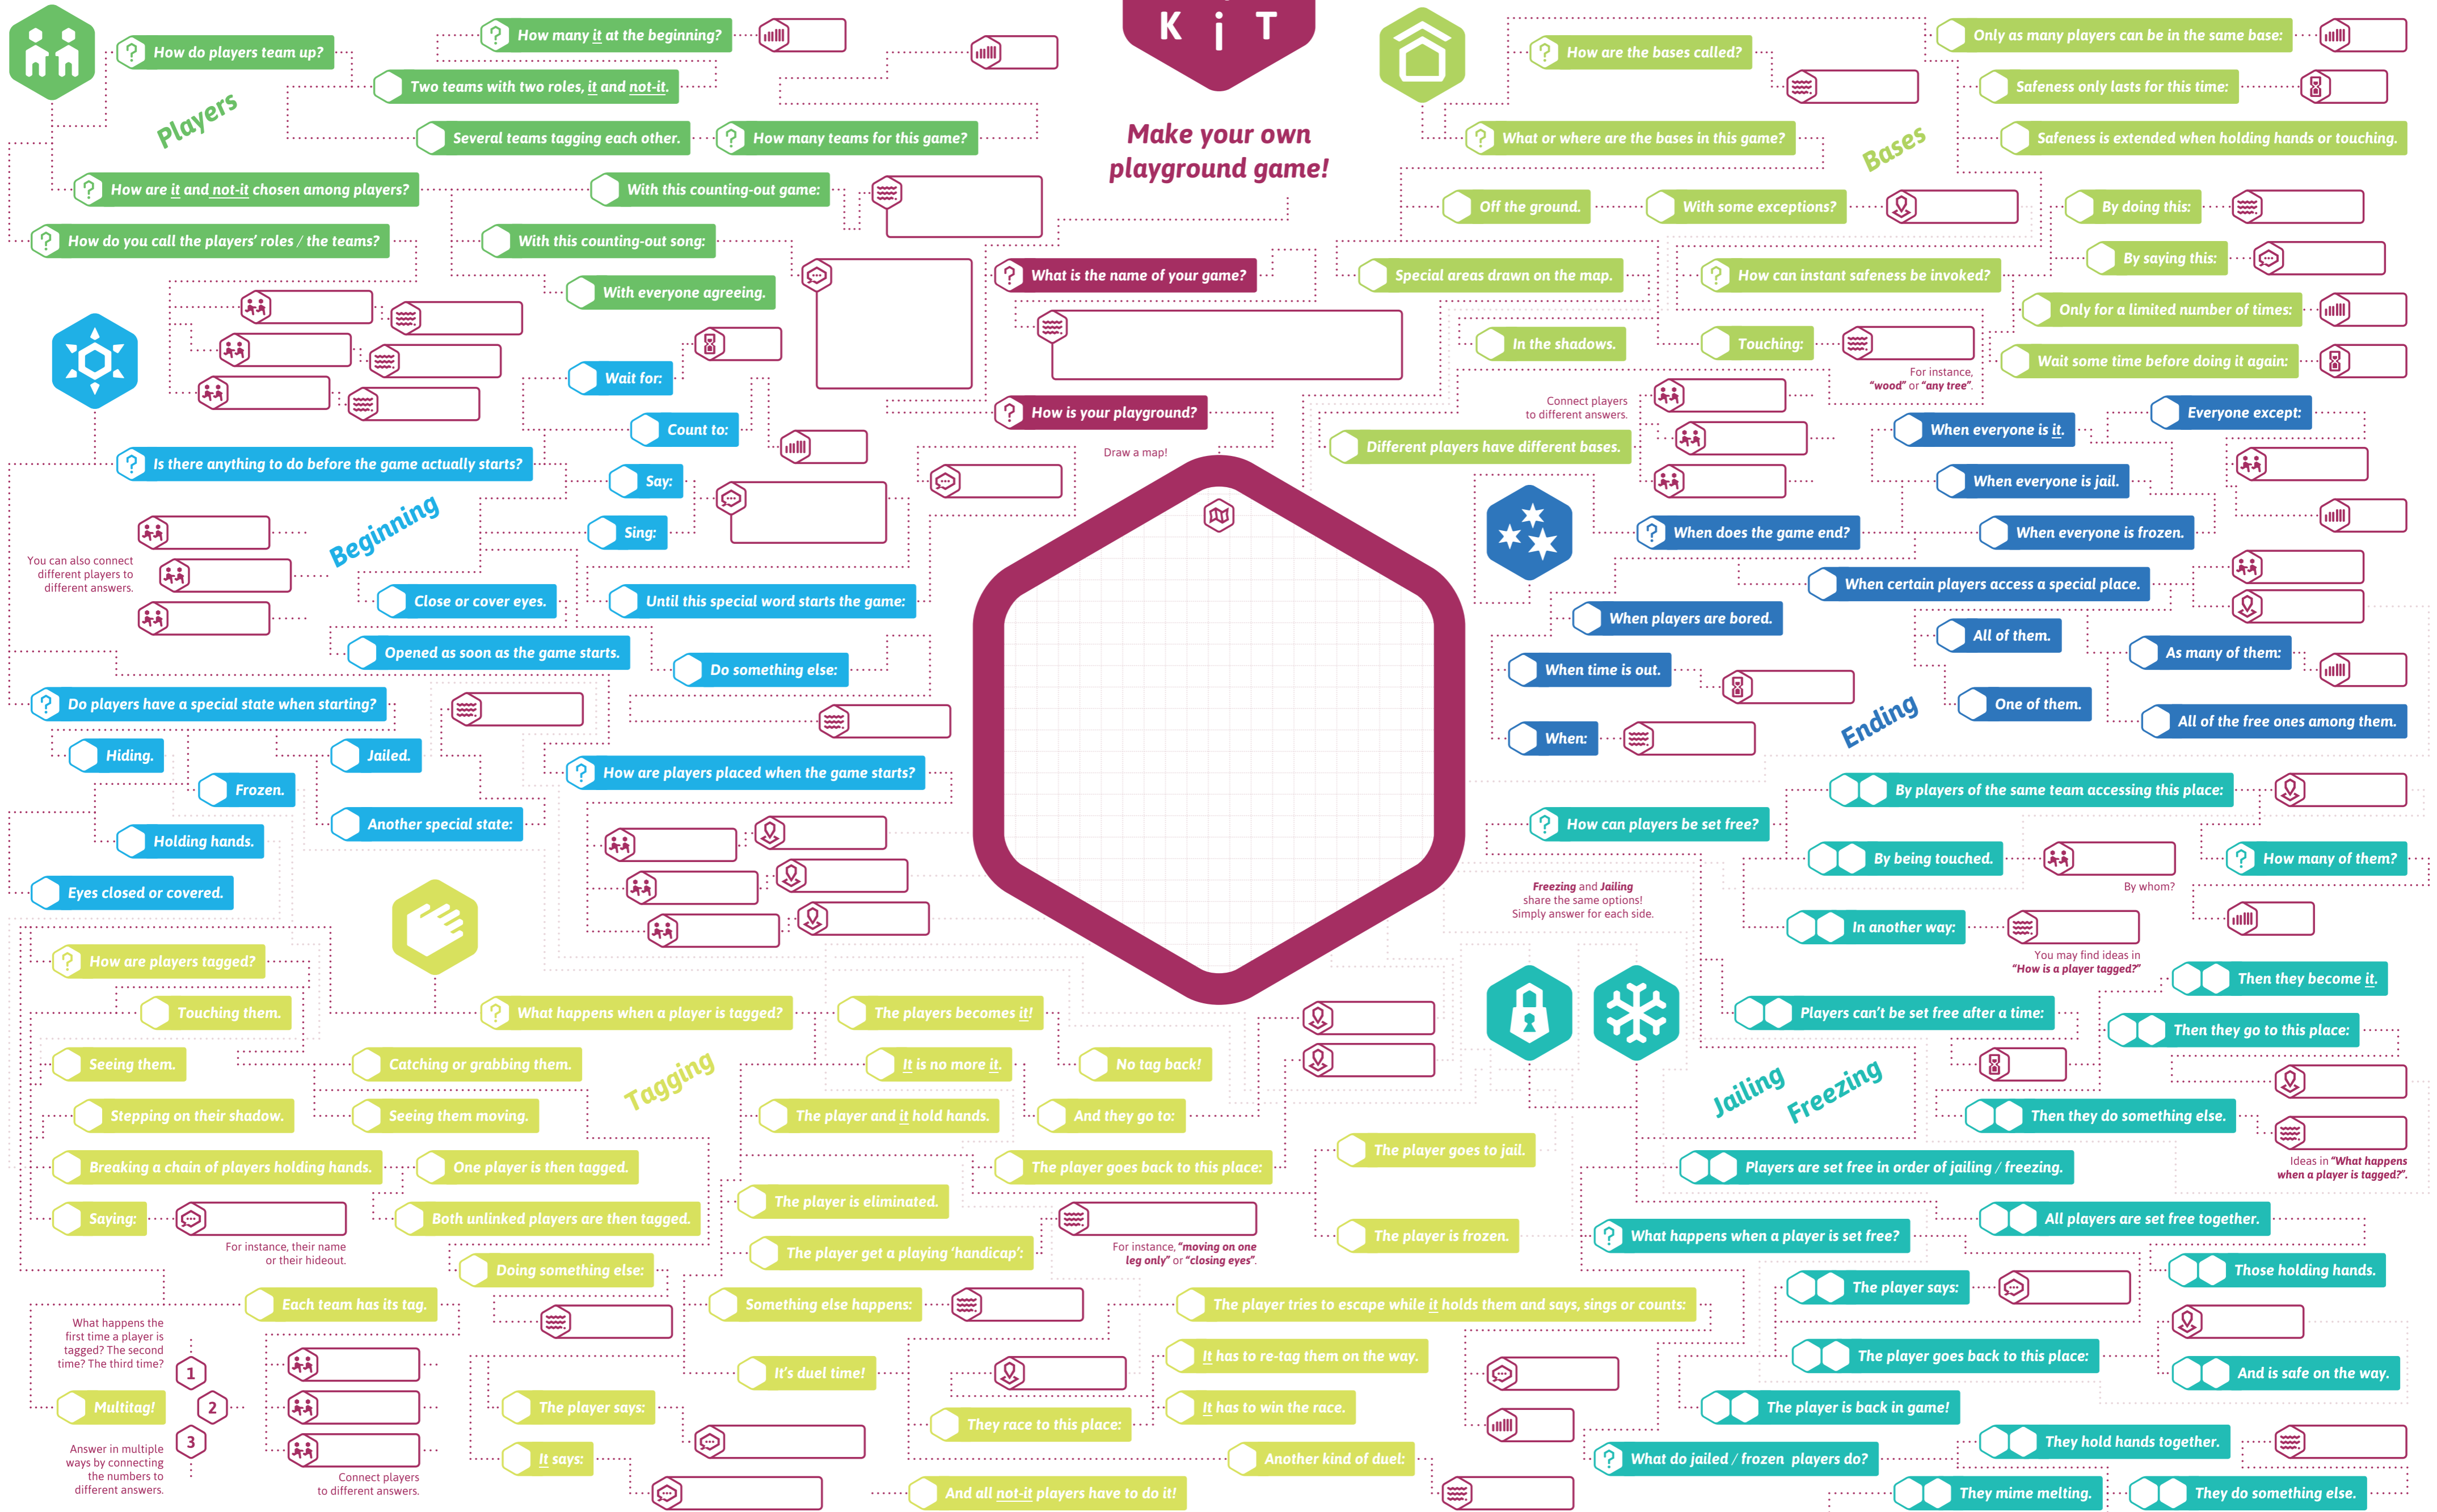 KiT
Make your own
playground game!
Players
How do players team up?
How many it at the beginning?
Two teams with two roles, it and not-it.
Several teams tagging each other.
How many teams for this game?
How are it and not-it chosen among players?
With this counting-out game:
How do you call the players' roles / the teams?
With this counting-out song:
With everyone agreeing.
What is the name of your game?
How is your playground?
Draw a map!
Beginning
Is there anything to do before the game actually starts?
Wait for:
Count to:
Say:
Sing:
You can also connect
different players to
different answers.
Close or cover eyes.
Until this special word starts the game:
Opened as soon as the game starts.
Do something else:
Do players have a special state when starting?
Hiding.
Jailed.
Frozen.
Another special state:
Holding hands.
Eyes closed or covered.
How are players placed when the game starts?
Bases
How are the bases called?
What or where are the bases in this game?
Only as many players can be in the same base:
Safeness only lasts for this time:
Safeness is extended when holding hands or touching.
Off the ground.
With some exceptions?
By doing this:
By saying this:
Special areas drawn on the map.
How can instant safeness be invoked?
Only for a limited number of times:
In the shadows.
Touching:
Wait some time before doing it again:
For instance,
“wood” or “any tree”.
Connect players
to different answers.
Different players have different bases.
Ending
When everyone is it.
Everyone except:
When everyone is jail.
When does the game end?
When everyone is frozen.
When certain players access a special place.
When players are bored.
All of them.
As many of them:
When time is out.
One of them.
All of the free ones among them.
When:
Tagging
How are players tagged?
Touching them.
Seeing them.
Catching or grabbing them.
Stepping on their shadow.
Seeing them moving.
Breaking a chain of players holding hands.
One player is then tagged.
Saying:
Both unlinked players are then tagged.
For instance, their name
or their hideout.
Doing something else:
Each team has its tag.
What happens the
first time a player is
tagged? The second
time? The third time?
1
2
3
Multitag!
Answer in multiple
ways by connecting
the numbers to
different answers.
Connect players
to different answers.
What happens when a player is tagged?
The players becomes it!
It is no more it.
No tag back!
The player and it hold hands.
And they go to:
The player goes back to this place:
The player goes to jail.
The player is eliminated.
The player is frozen.
The player get a playing ‘handicap’:
For instance, “moving on one
leg only” or “closing eyes”.
Something else happens:
The player tries to escape while it holds them and says, sings or counts:
It's duel time!
It has to re-tag them on the way.
The player says:
They race to this place:
It has to win the race.
It says:
Another kind of duel:
And all not-it players have to do it!
Jailing
Freezing
Freezing and Jailing
share the same options!
Simply answer for each side.
How can players be set free?
By players of the same team accessing this place:
By being touched.
By whom?
How many of them?
In another way:
You may find ideas in
“How is a player tagged?”
Then they become it.
Players can't be set free after a time:
Then they go to this place:
Then they do something else.
Ideas in “What happens
when a player is tagged?”.
Players are set free in order of jailing / freezing.
All players are set free together.
What happens when a player is set free?
Those holding hands.
The player says:
The player goes back to this place:
And is safe on the way.
The player is back in game!
They hold hands together.
What do jailed / frozen players do?
They mime melting.
They do something else.